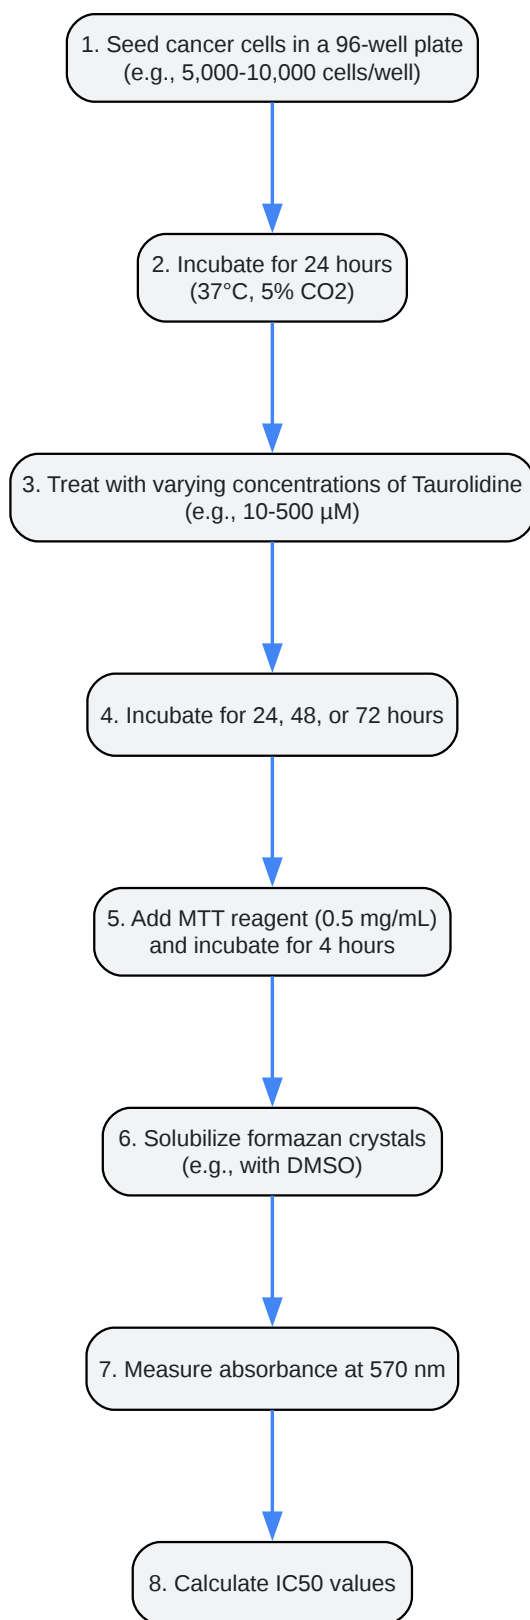 1. Seed cancer cells in a 96-well plate
(e.g., 5,000-10,000 cells/well)
2. Incubate for 24 hours
(37°C, 5% CO2)
3. Treat with varying concentrations of Taurolidine
(e.g., 10-500 µM)
4. Incubate for 24, 48, or 72 hours
5. Add MTT reagent (0.5 mg/mL)
and incubate for 4 hours
6. Solubilize formazan crystals
(e.g., with DMSO)
7. Measure absorbance at 570 nm
8. Calculate IC50 values